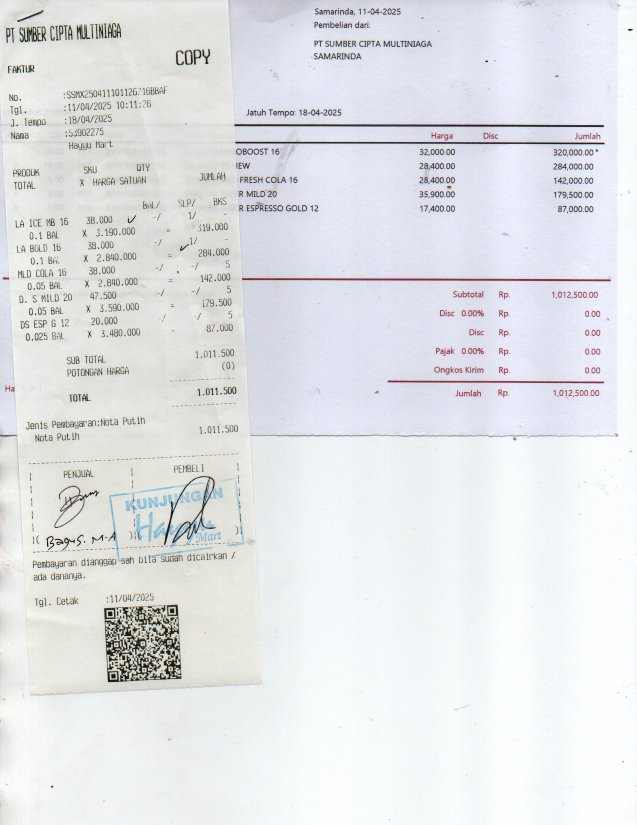 PT SUMBER CIPTA MULTINIAGA
COPY
FAKTUR
No. :SSMX250411101126716BBAF
Tgl. :11/04/2025 10:11:26
J. Tempo :18/04/2025
Nama :53902275
Hayyu Mart
PRODUK SKU QTY JUMLAH
TOTAL X HARGA SATUAN
BAL/ SLP/ BKS
LA ICE MB 16 38.000 -/ 1/ -
0.1 BAL X 3.190.000 = 319.000
LA BOLD 16 38.000 -/ 1/ -
0.1 BAL X 2.840.000 = 284.000
MLD COLA 16 38.000 -/ -/ 5
0.05 BAL X 2.840.000 = 142.000
D. S MILD 20 47.500 -/ -/ 5
0.05 BAL X 3.590.000 = 179.500
DS ESP G 12 20.000 -/ -/ 5
0.025 BAL X 3.480.000 = 87.000
SUB TOTAL 1.011.500
POTONGAN HARGA (0)
TOTAL 1.011.500
Jenis Pembayaran:Nota Putih
Nota Putih 1.011.500
PENJUAL PEMBELI
KUNJUNGAN
Hayyu
Mart
( Bagus. M.A )( )
Pembayaran dianggap sah bila sudah dicairkan /
ada dananya.
Tgl. Cetak :11/04/2025
Samarinda, 11-04-2025
Pembelian dari:
PT SUMBER CIPTA MULTINIAGA
SAMARINDA
Jatuh Tempo: 18-04-2025
Harga Disc Jumlah
OBOOST 16 32,000.00 320,000.00 *
IEW 28,400.00 284,000.00
FRESH COLA 16 28,400.00 142,000.00
R MILD 20 35,900.00 179,500.00
R ESPRESSO GOLD 12 17,400.00 87,000.00
Subtotal Rp. 1,012,500.00
Disc 0.00% Rp. 0.00
Disc Rp. 0.00
Pajak 0.00% Rp. 0.00
Ongkos Kirim Rp. 0.00
Ha
Jumlah Rp. 1,012,500.00